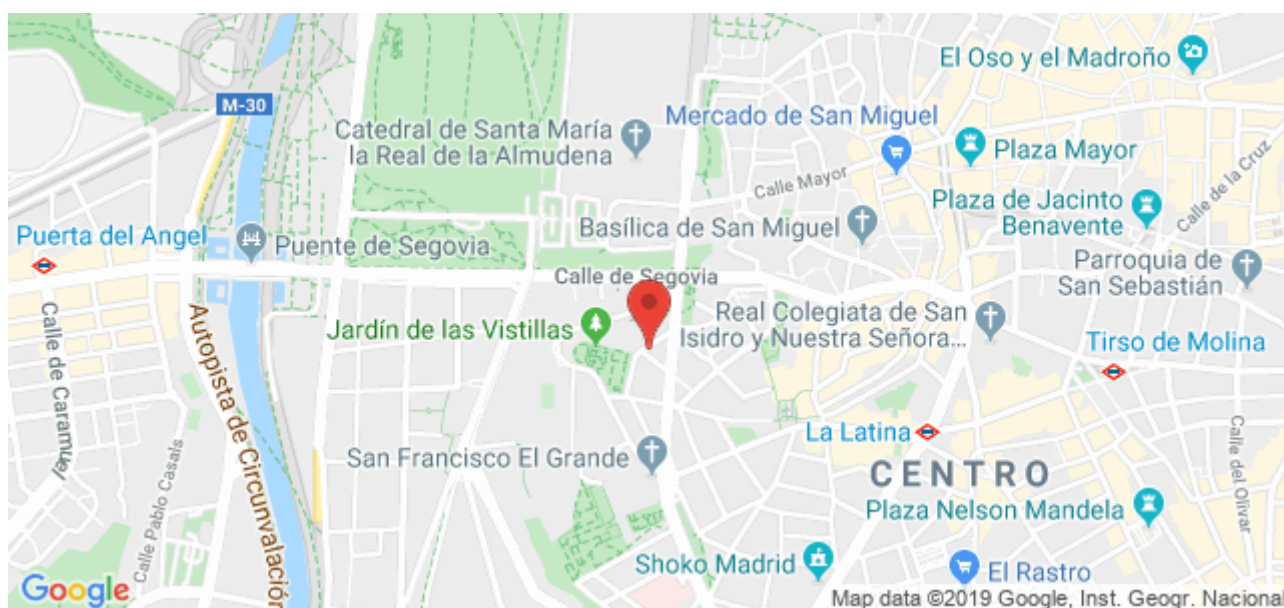 El Oso y el Madroño
M-30
Mercado de San Miguel
Catedral de Santa María
la Real de la Almudena
Plaza Mayor
Calle Mayor
Calle de la Cruz
Plaza de Jacinto
Benavente
Basílica de San Miguel
Puerta del Angel
Puente de Segovia
Parroquia de
San Sebastián
Calle de Segovia
Real Colegiata de San
Isidro y Nuestra Señora...
Jardín de las Vistillas
Tirso de Molina
Calle de Caramuel
Autopista de Circunvalación
La Latina
San Francisco El Grande
CENTRO
Calle del Olivar
Calle Pablo Casals
Plaza Nelson Mandela
Shoko Madrid
El Rastro
Google
Map data ©2019 Google, Inst. Geogr. Naciona